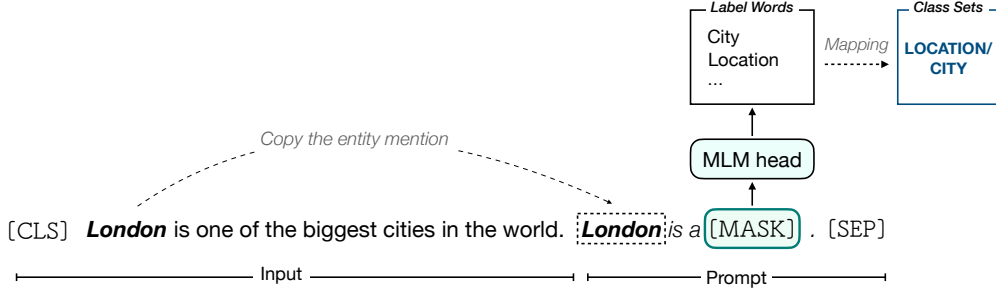 Label Words
Class Sets
City
Location
...
Mapping
LOCATION/
CITY
Copy the entity mention
MLM head
[CLS] London is one of the biggest cities in the world. London is a [MASK] . [SEP]
Input
Prompt